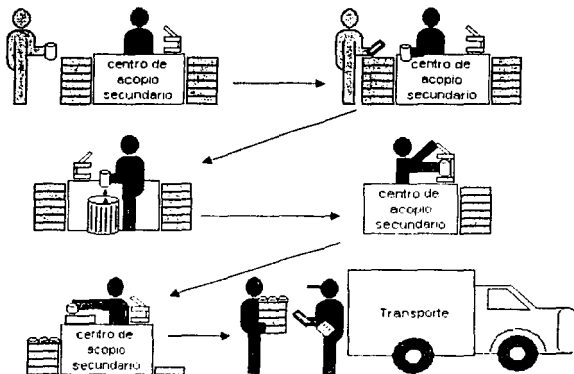 centro de
acopio
secundario
centro de
acopio
secundario
centro de
acopio
secundario
centro de
acopio
secundario
Transporte